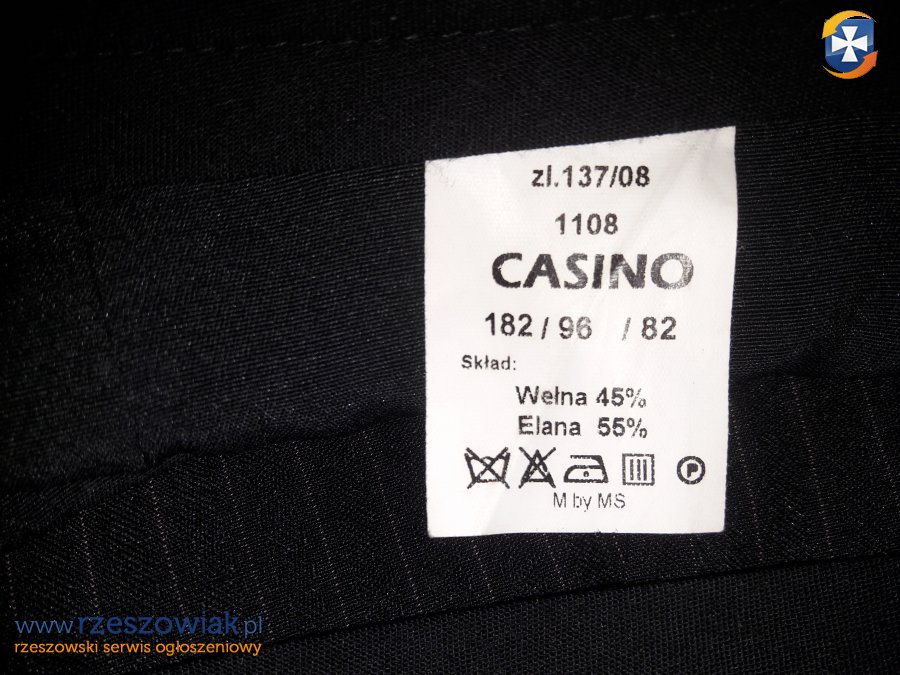 zl.137/08
1108
CASINO
182 / 96 / 82
Skład:
Wełna 45%
Elana 55%
P
M by MS
www.rzeszowiak.pl
rzeszowski serwis ogłoszeniowy